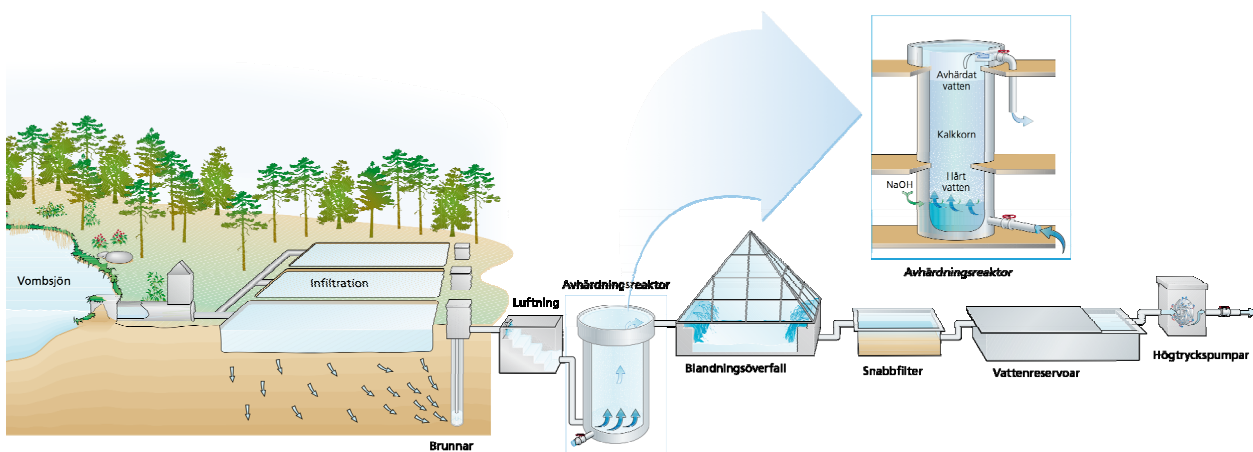 Vombsjön
Infiltration
Brunnar
Luftning
Avhärdningsreaktor
Blandningsöverfall
Snabbfilter
Vattenreservoar
Högtryckspumpar
Avhärdat
vatten
Kalkkorn
Hårt
vatten
NaOH
Avhärdningsreaktor